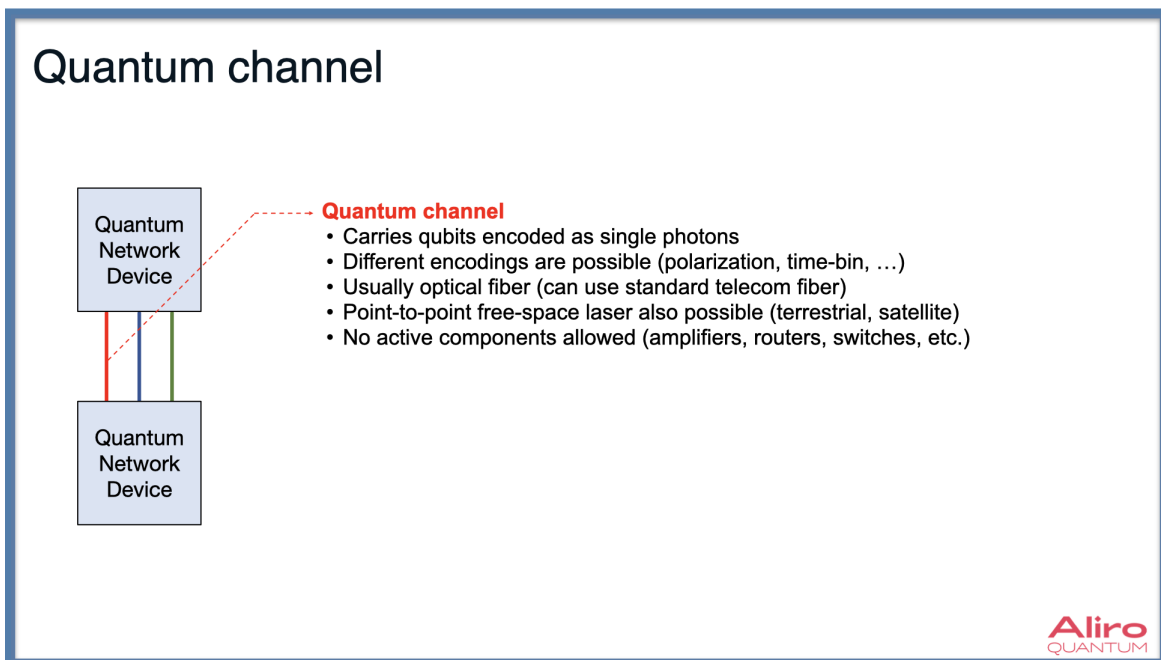 Quantum channel
Quantum
Network
Device
Quantum channel
• Carries qubits encoded as single photons
• Different encodings are possible (polarization, time-bin, …)
• Usually optical fiber (can use standard telecom fiber)
• Point-to-point free-space laser also possible (terrestrial, satellite)
• No active components allowed (amplifiers, routers, switches, etc.)
Quantum
Network
Device
Aliro
QUANTUM